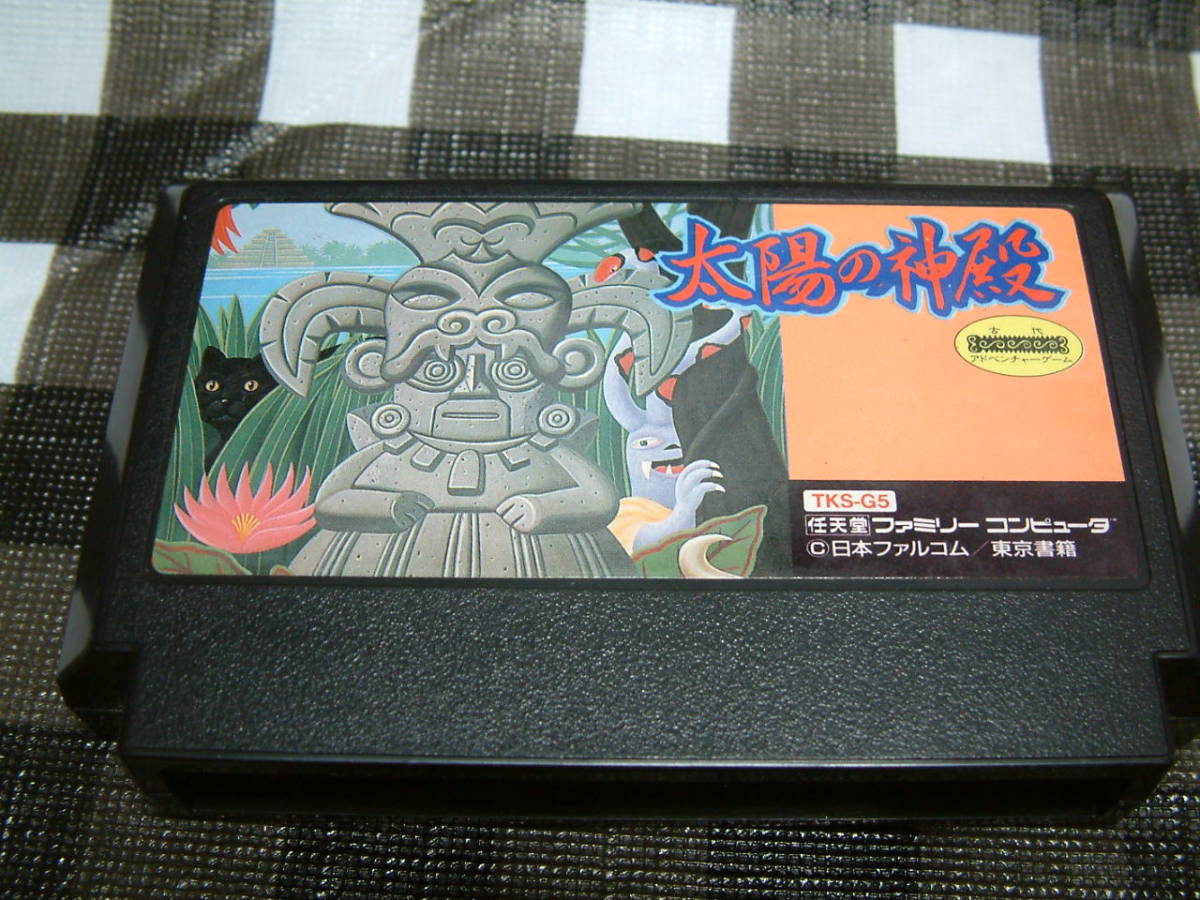 太陽の神殿
古代
アドベンチャーゲーム
TKS-G5
任天堂 ファミリー コンピュータ™
©日本ファルコム／東京書籍